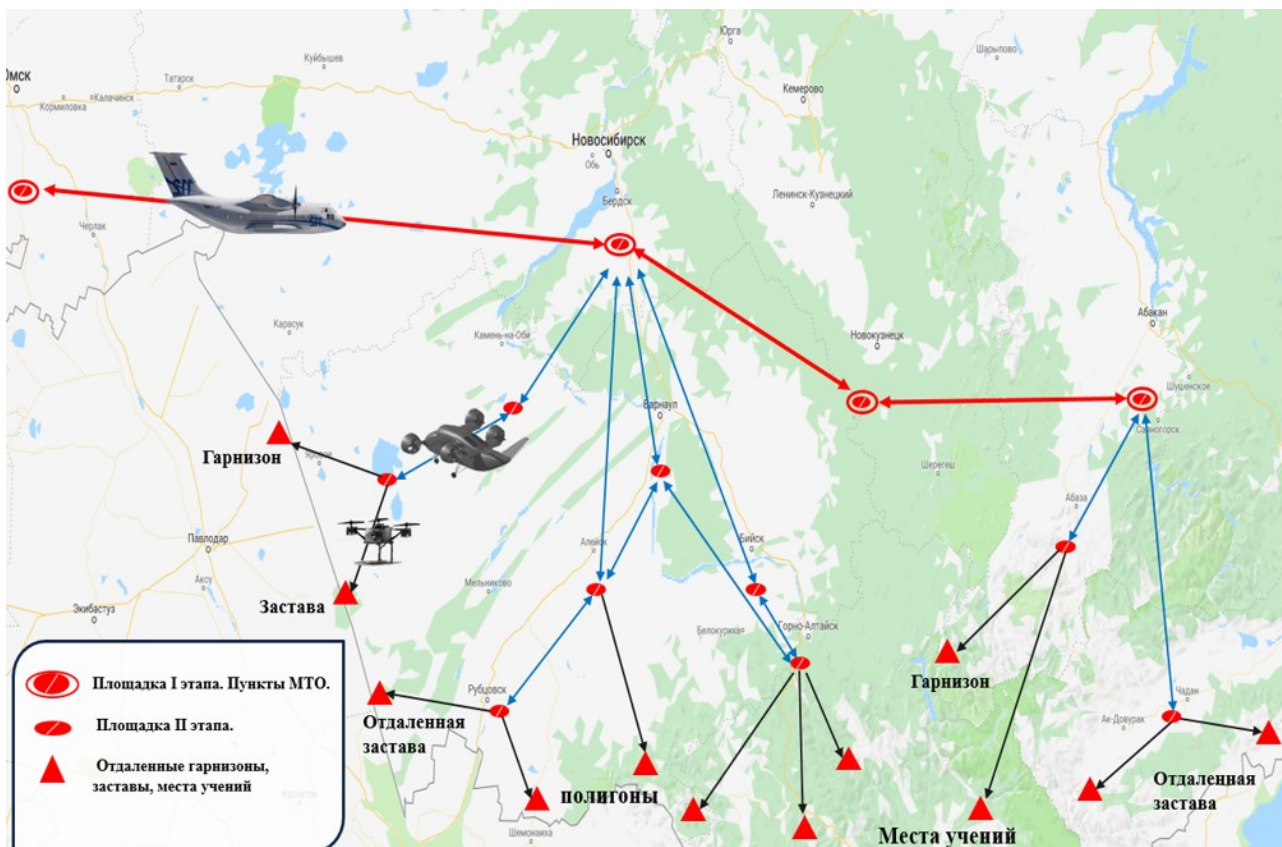 Юрга
Шарыпово
Куйбышев
Татарск
Омск
Калачинск
Кормиловка
Кемерово
Новосибирск
Обь
Бердск
Ленинск-Кузнецкий
Черлак
Абакан
Карасук
Камень-на-Оби
Новокузнецк
Шушенское
Барнаул
Саяногорск
Гарнизон
Яровое
Шерегеш
Абаза
Павлодар
Алейск
Бийск
Аксу
Мельниково
Застава
Экибастуз
Белокуриха
Горно-Алтайск
Площадка I этапа. Пункты МТО.
Рубцовск
Гарнизон
Чадан
Площадка II этапа.
Отдаленная
застава
Ак-Довурак
Отдаленные гарнизоны,
заставы, места учений
полигоны
Отдаленная
застава
Шемонаиха
Места учений